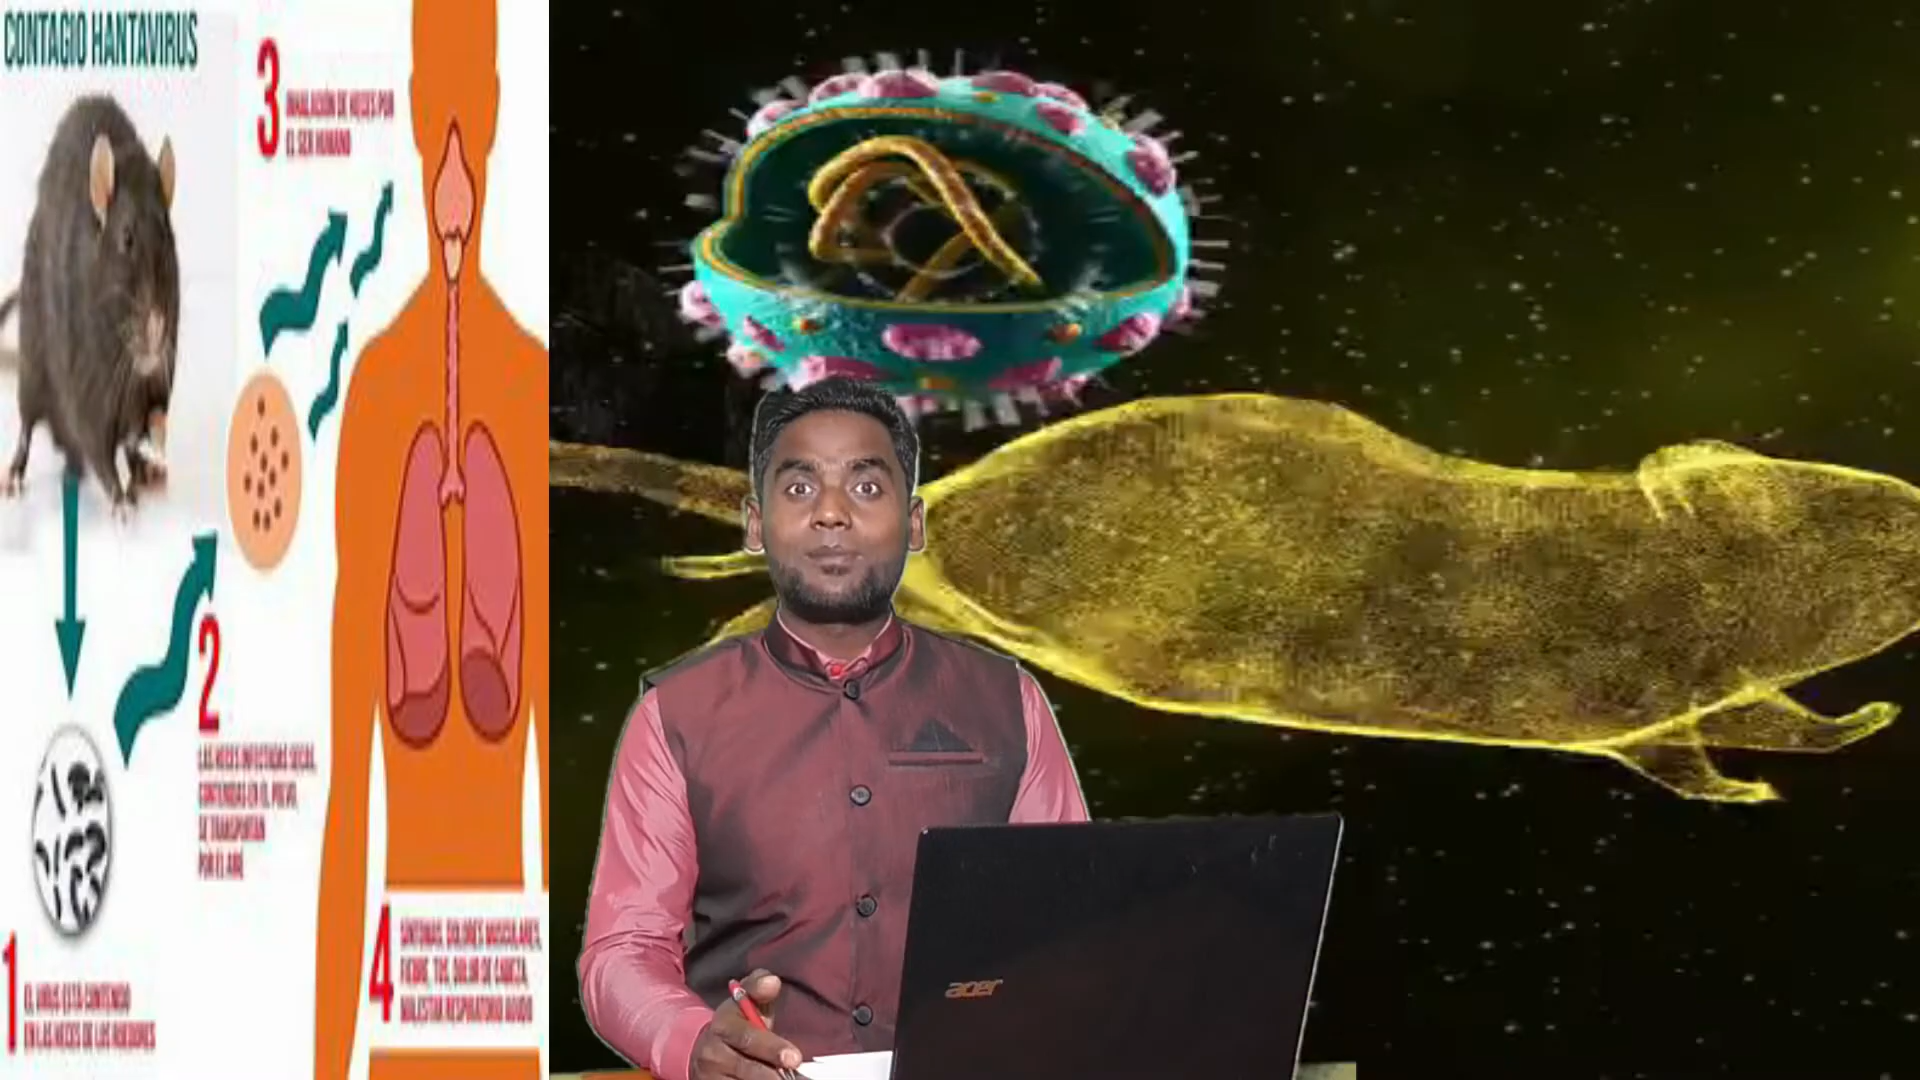 CONTAGIO HANTAVIRUS
3
INHALACIÓN DE HECES POR
EL SER HUMANO
2
LAS HECES INFECTADAS SECAS,
CONTENIDAS EN EL POLVO,
SE TRANSPORTAN
POR EL AIRE
1
EL VIRUS ESTÁ CONTENIDO
EN LAS HECES DE LOS ROEDORES
4
SÍNTOMAS: DOLORES MUSCULARES,
FIEBRE, TOS, DOLOR DE CABEZA,
MALESTAR RESPIRATORIO AGUDO
acer